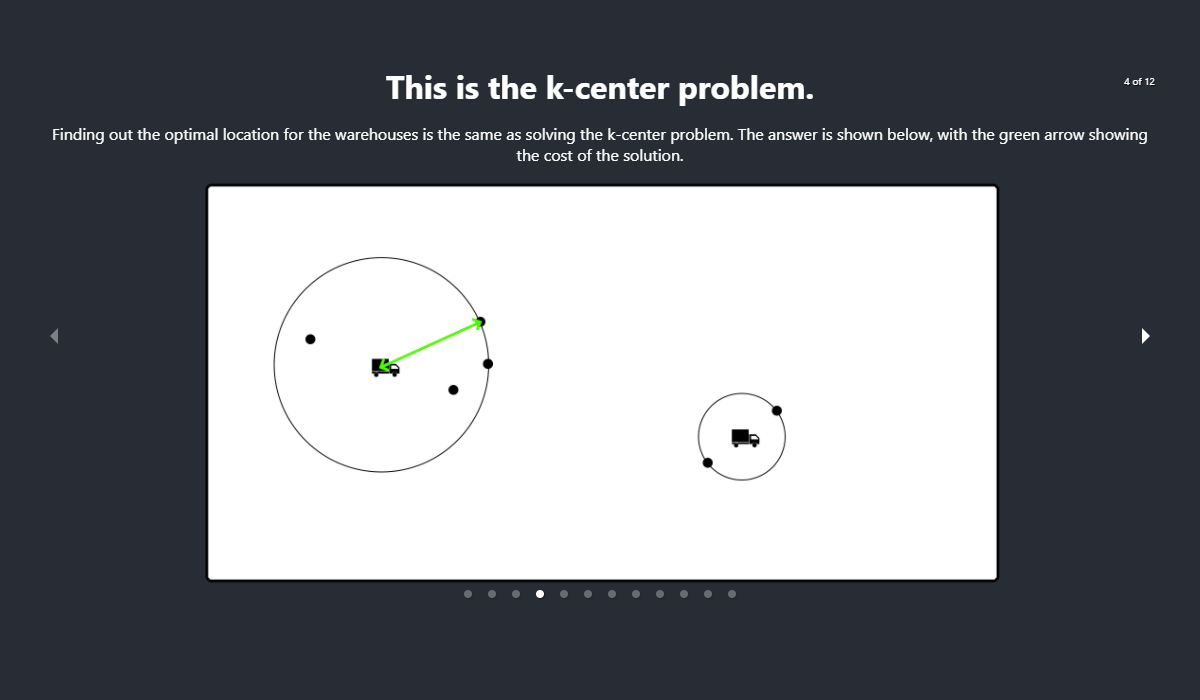 This is the k-center problem.
4 of 12
Finding out the optimal location for the warehouses is the same as solving the k-center problem. The answer is shown below, with the green arrow showing
the cost of the solution.